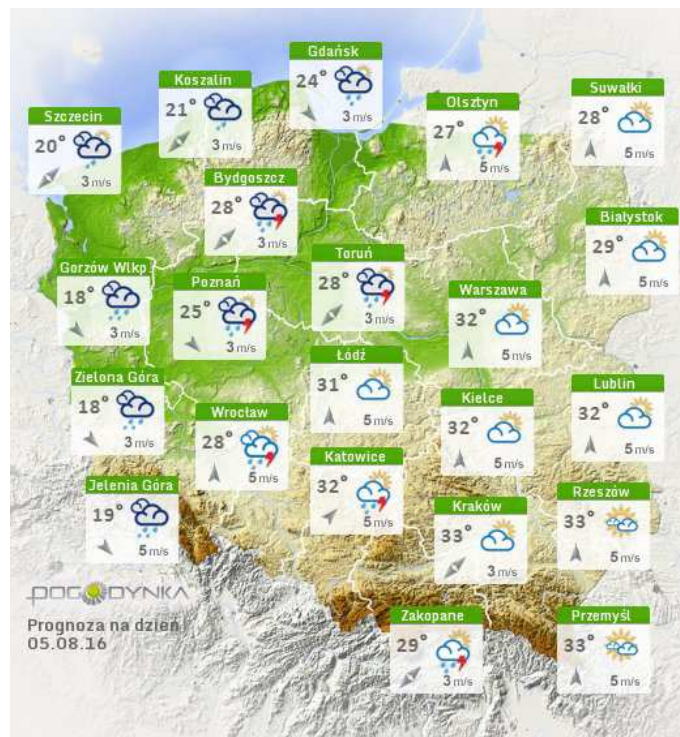 Gdańsk
24°
3 m/s
Koszalin
21°
3 m/s
Szczecin
20°
3 m/s
Olsztyn
27°
5 m/s
Suwałki
28°
5 m/s
Bydgoszcz
28°
3 m/s
Białystok
29°
5 m/s
Gorzów Wlkp
18°
3 m/s
Poznań
25°
3 m/s
Toruń
28°
3 m/s
Warszawa
32°
5 m/s
Łódź
31°
5 m/s
Zielona Góra
18°
3 m/s
Wrocław
28°
5 m/s
Kielce
32°
5 m/s
Lublin
32°
5 m/s
Katowice
32°
5 m/s
Jelenia Góra
19°
5 m/s
Kraków
33°
3 m/s
Rzeszów
33°
5 m/s
POGODYNKA
Prognoza na dzień
05.08.16
Zakopane
29°
3 m/s
Przemyśl
33°
5 m/s